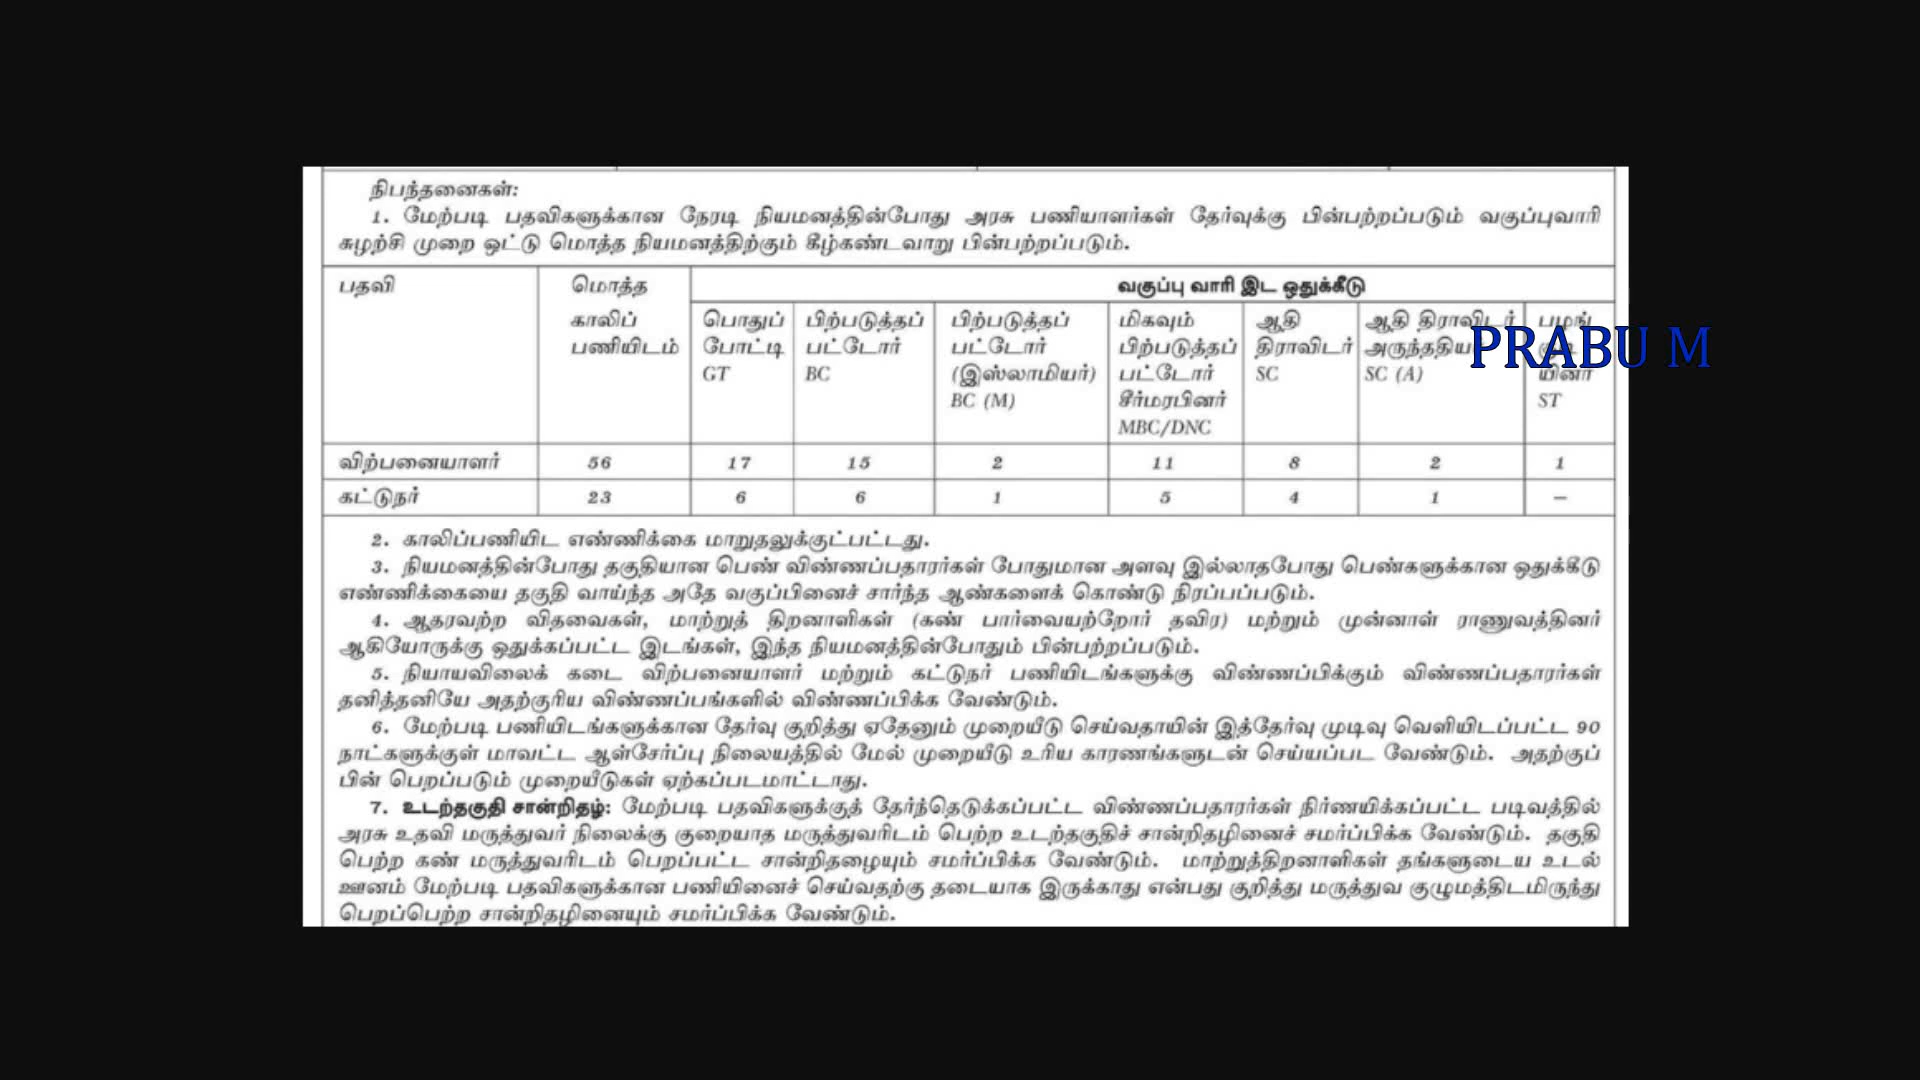 நிபந்தனைகள்:
1. மேற்படி பதவிகளுக்கான நேரடி நியமனத்தின்போது அரசு பணியாளர்கள் தேர்வுக்கு பின்பற்றப்படும் வகுப்புவாரி
சுழற்சி முறை ஒட்டு மொத்த நியமனத்திற்கும் கீழ்கண்டவாறு பின்பற்றப்படும்.
பதவி மொத்த வகுப்பு வாரி இட ஒதுக்கீடு
காலிப் பொதுப் பிற்படுத்தப் பிற்படுத்தப் மிகவும் ஆதி ஆதி திராவிடர் பழங்
பணியிடம் போட்டி பட்டோர் பட்டோர் பிற்படுத்தப் திராவிடர் PRABU M
GT BC (இஸ்லாமியர்) பட்டோர் SC SC (A) யினர்
BC (M) சீர்மரபினர் ST
MBC/DNC
விற்பனையாளர் 56 17 15 2 11 8 2 1
கட்டுநர் 23 6 6 1 5 4 1 –
2. காலிப்பணியிட எண்ணிக்கை மாறுதலுக்குட்பட்டது.
3. நியமனத்தின்போது தகுதியான பெண் விண்ணப்பதாரர்கள் போதுமான அளவு இல்லாதபோது பெண்களுக்கான ஒதுக்கீடு
எண்ணிக்கையை தகுதி வாய்ந்த அதே வகுப்பினைச் சார்ந்த ஆண்களைக் கொண்டு நிரப்பப்படும்.
4. ஆதரவற்ற விதவைகள், மாற்றுத் திறனாளிகள் (கண் பார்வையற்றோர் தவிர) மற்றும் முன்னாள் ராணுவத்தினர்
ஆகியோருக்கு ஒதுக்கப்பட்ட இடங்கள், இந்த நியமனத்தின்போதும் பின்பற்றப்படும்.
5. நியாயவிலைக் கடை விற்பனையாளர் மற்றும் கட்டுநர் பணியிடங்களுக்கு விண்ணப்பிக்கும் விண்ணப்பதாரர்கள்
தனித்தனியே அதற்குரிய விண்ணப்பங்களில் விண்ணப்பிக்க வேண்டும்.
6. மேற்படி பணியிடங்களுக்கான தேர்வு குறித்து ஏதேனும் முறையீடு செய்வதாயின் இத்தேர்வு முடிவு வெளியிடப்பட்ட 90
நாட்களுக்குள் மாவட்ட ஆள்சேர்ப்பு நிலையத்தில் மேல் முறையீடு உரிய காரணங்களுடன் செய்யப்பட வேண்டும். அதற்குப்
பின் பெறப்படும் முறையீடுகள் ஏற்கப்படமாட்டாது.
7. உடற்தகுதி சான்றிதழ்: மேற்படி பதவிகளுக்குத் தேர்ந்தெடுக்கப்பட்ட விண்ணப்பதாரர்கள் நிர்ணயிக்கப்பட்ட படிவத்தில்
அரசு உதவி மருத்துவர் நிலைக்கு குறையாத மருத்துவரிடம் பெற்ற உடற்தகுதிச் சான்றிதழினைச் சமர்ப்பிக்க வேண்டும். தகுதி
பெற்ற கண் மருத்துவரிடம் பெறப்பட்ட சான்றிதழையும் சமர்ப்பிக்க வேண்டும். மாற்றுத்திறனாளிகள் தங்களுடைய உடல்
ஊனம் மேற்படி பதவிகளுக்கான பணியினைச் செய்வதற்கு தடையாக இருக்காது என்பது குறித்து மருத்துவ குழுமத்திடமிருந்து
பெறப்பெற்ற சான்றிதழினையும் சமர்ப்பிக்க வேண்டும்.